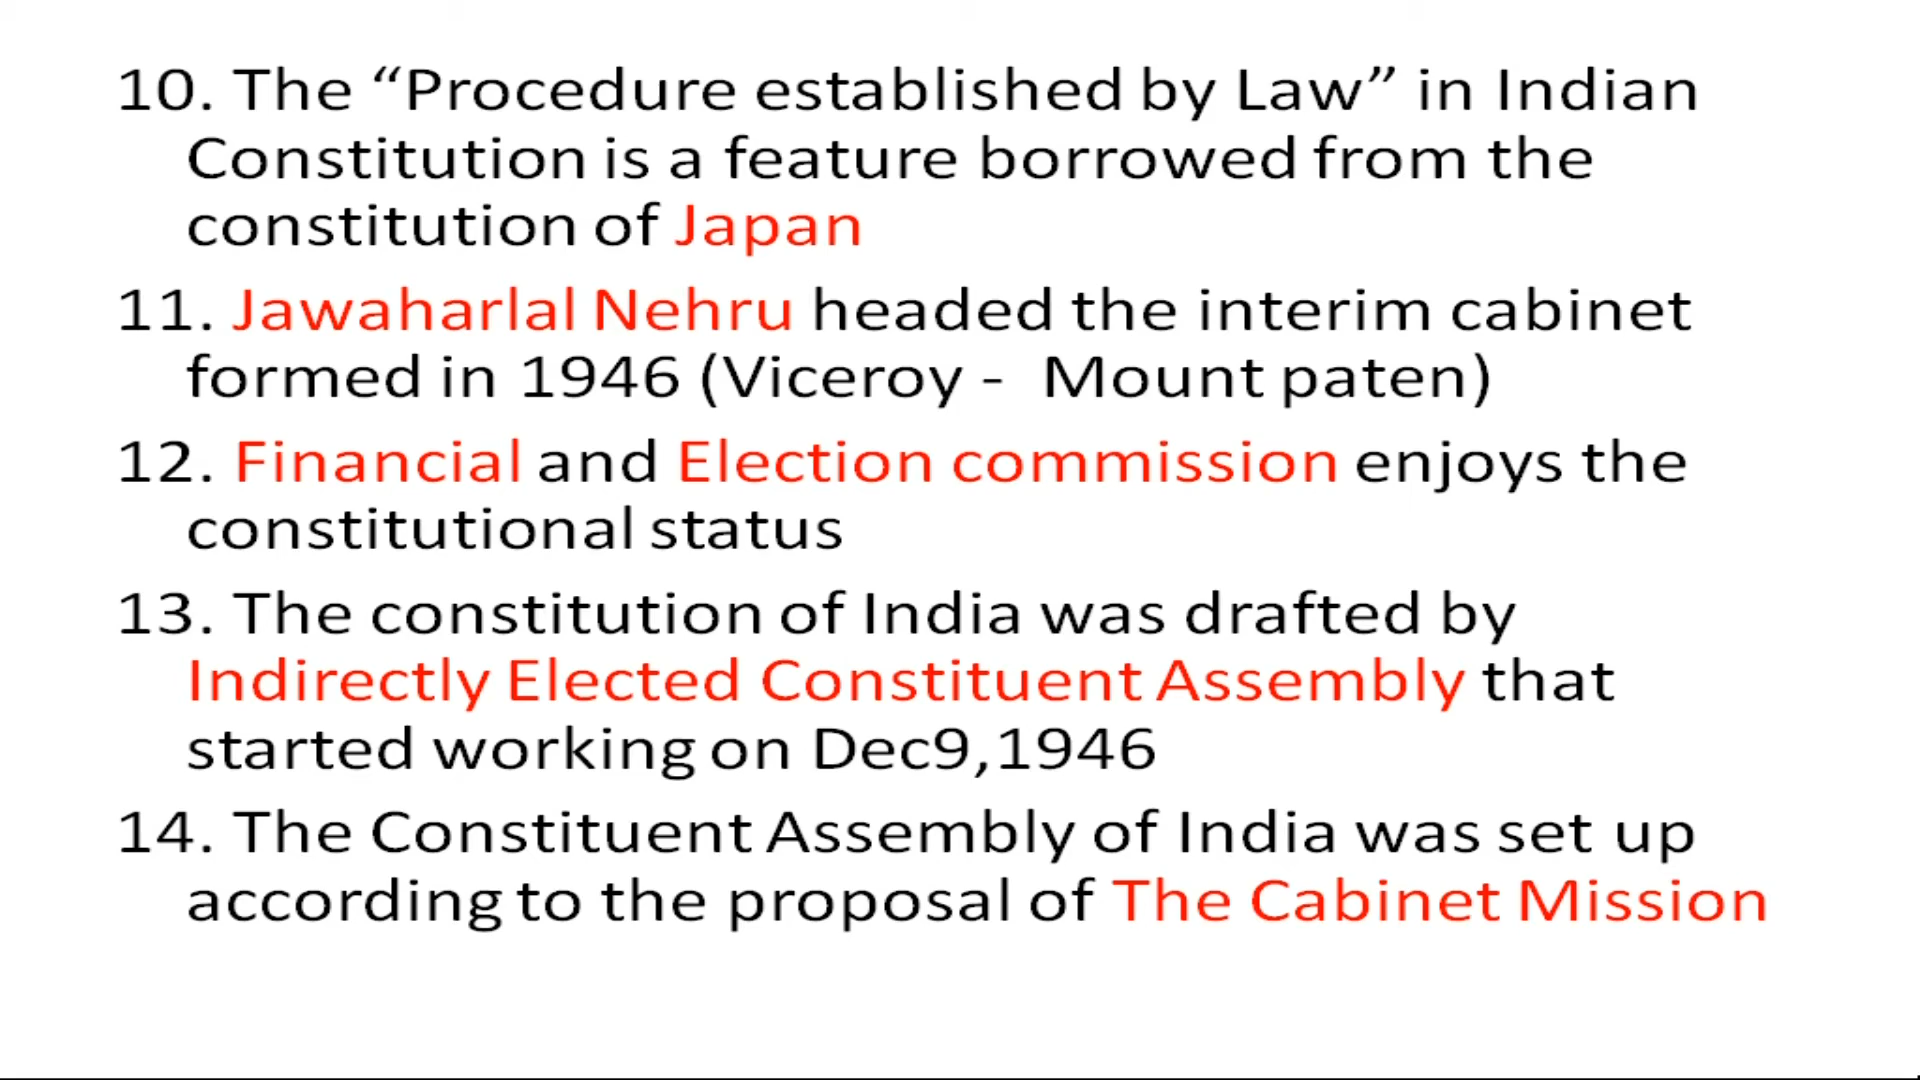 10. The “Procedure established by Law” in Indian
Constitution is a feature borrowed from the
constitution of Japan
11. Jawaharlal Nehru headed the interim cabinet
formed in 1946 (Viceroy - Mount paten)
12. Financial and Election commission enjoys the
constitutional status
13. The constitution of India was drafted by
Indirectly Elected Constituent Assembly that
started working on Dec9,1946
14. The Constituent Assembly of India was set up
according to the proposal of The Cabinet Mission